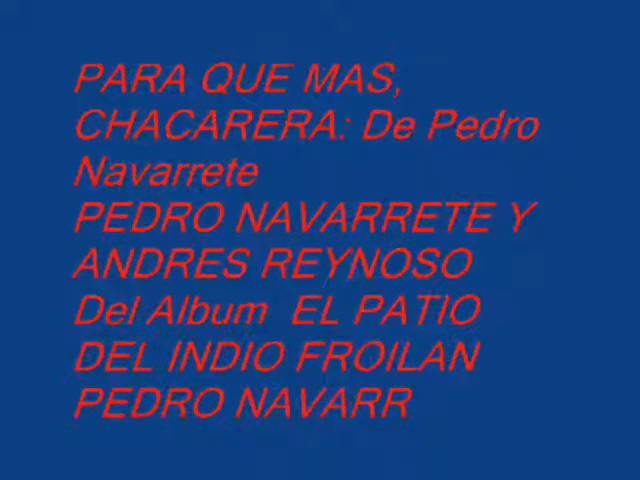 PARA QUE MAS,
CHACARERA: De Pedro
Navarrete
PEDRO NAVARRETE Y
ANDRES REYNOSO
Del Album EL PATIO
DEL INDIO FROILAN
PEDRO NAVARR